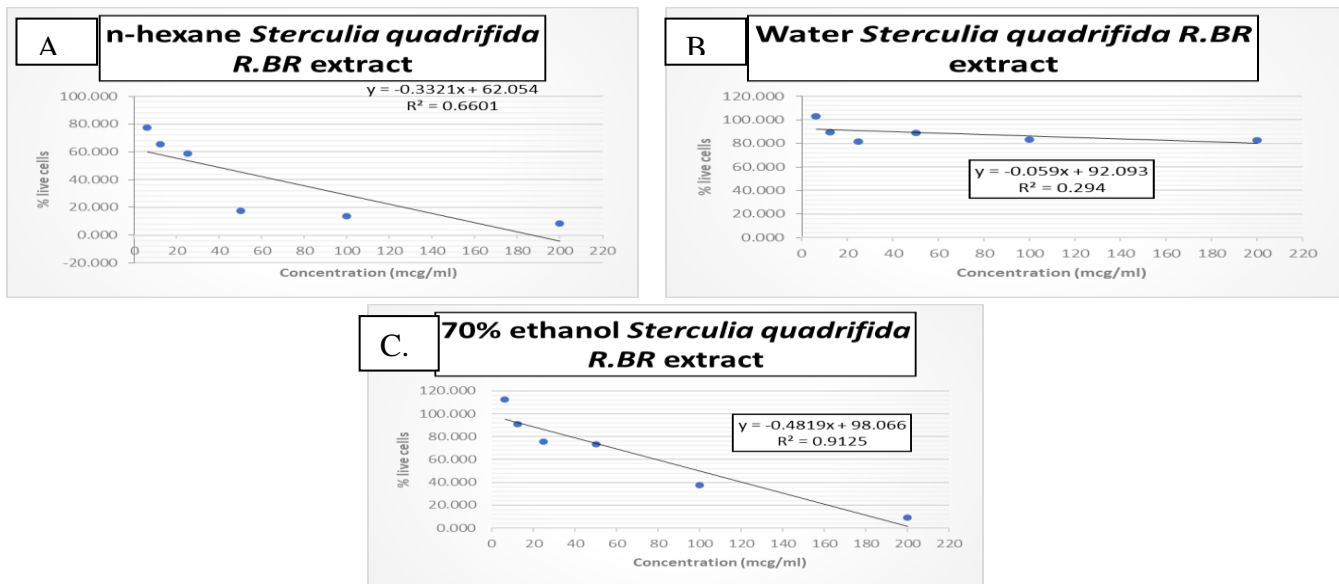 A
n-hexane Sterculia quadrifida
R.BR extract
y = -0.3321x + 62.054
R² = 0.6601
100.000
80.000
60.000
40.000
20.000
0.000
-20.000
% live cells
0 20 40 60 80 100 120 140 160 180 200 220
Concentration (mcg/ml)
B
Water Sterculia quadrifida R.BR
extract
120.000
100.000
80.000
60.000
40.000
20.000
0.000
% live cells
y = -0.059x + 92.093
R² = 0.294
0 20 40 60 80 100 120 140 160 180 200 220
Concentration (mcg/ml)
C.
70% ethanol Sterculia quadrifida
R.BR extract
120.000
100.000
80.000
60.000
40.000
20.000
0.000
% live cells
y = -0.4819x + 98.066
R² = 0.9125
0 20 40 60 80 100 120 140 160 180 200 220
Concentration (mcg/ml)